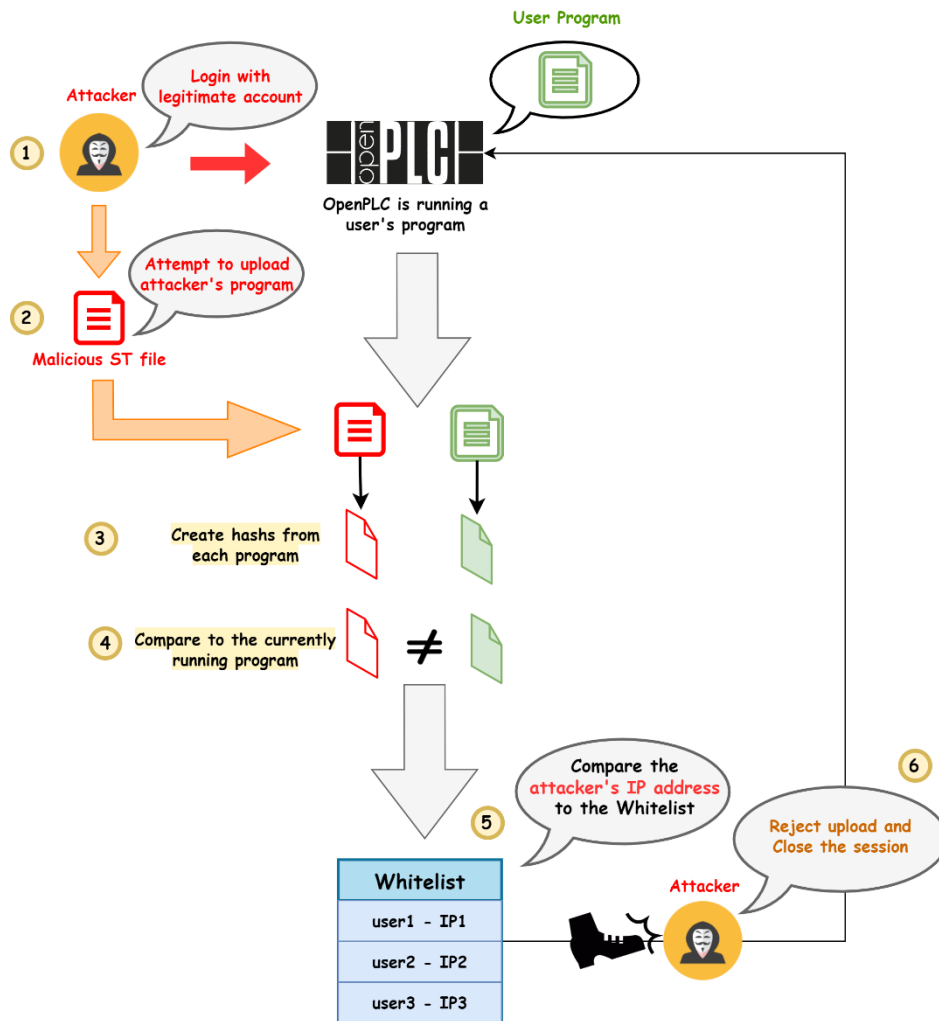 User Program
Login with
legitimate account
Attacker
1
open
PLC
OpenPLC is running a
user's program
Attempt to upload
attacker's program
2
Malicious ST file
3
Create hashs from
each program
4
Compare to the currently
running program
≠
Compare the
attacker's IP address
to the Whitelist
5
6
Reject upload and
Close the session
Attacker
Whitelist
user1 - IP1
user2 - IP2
user3 - IP3